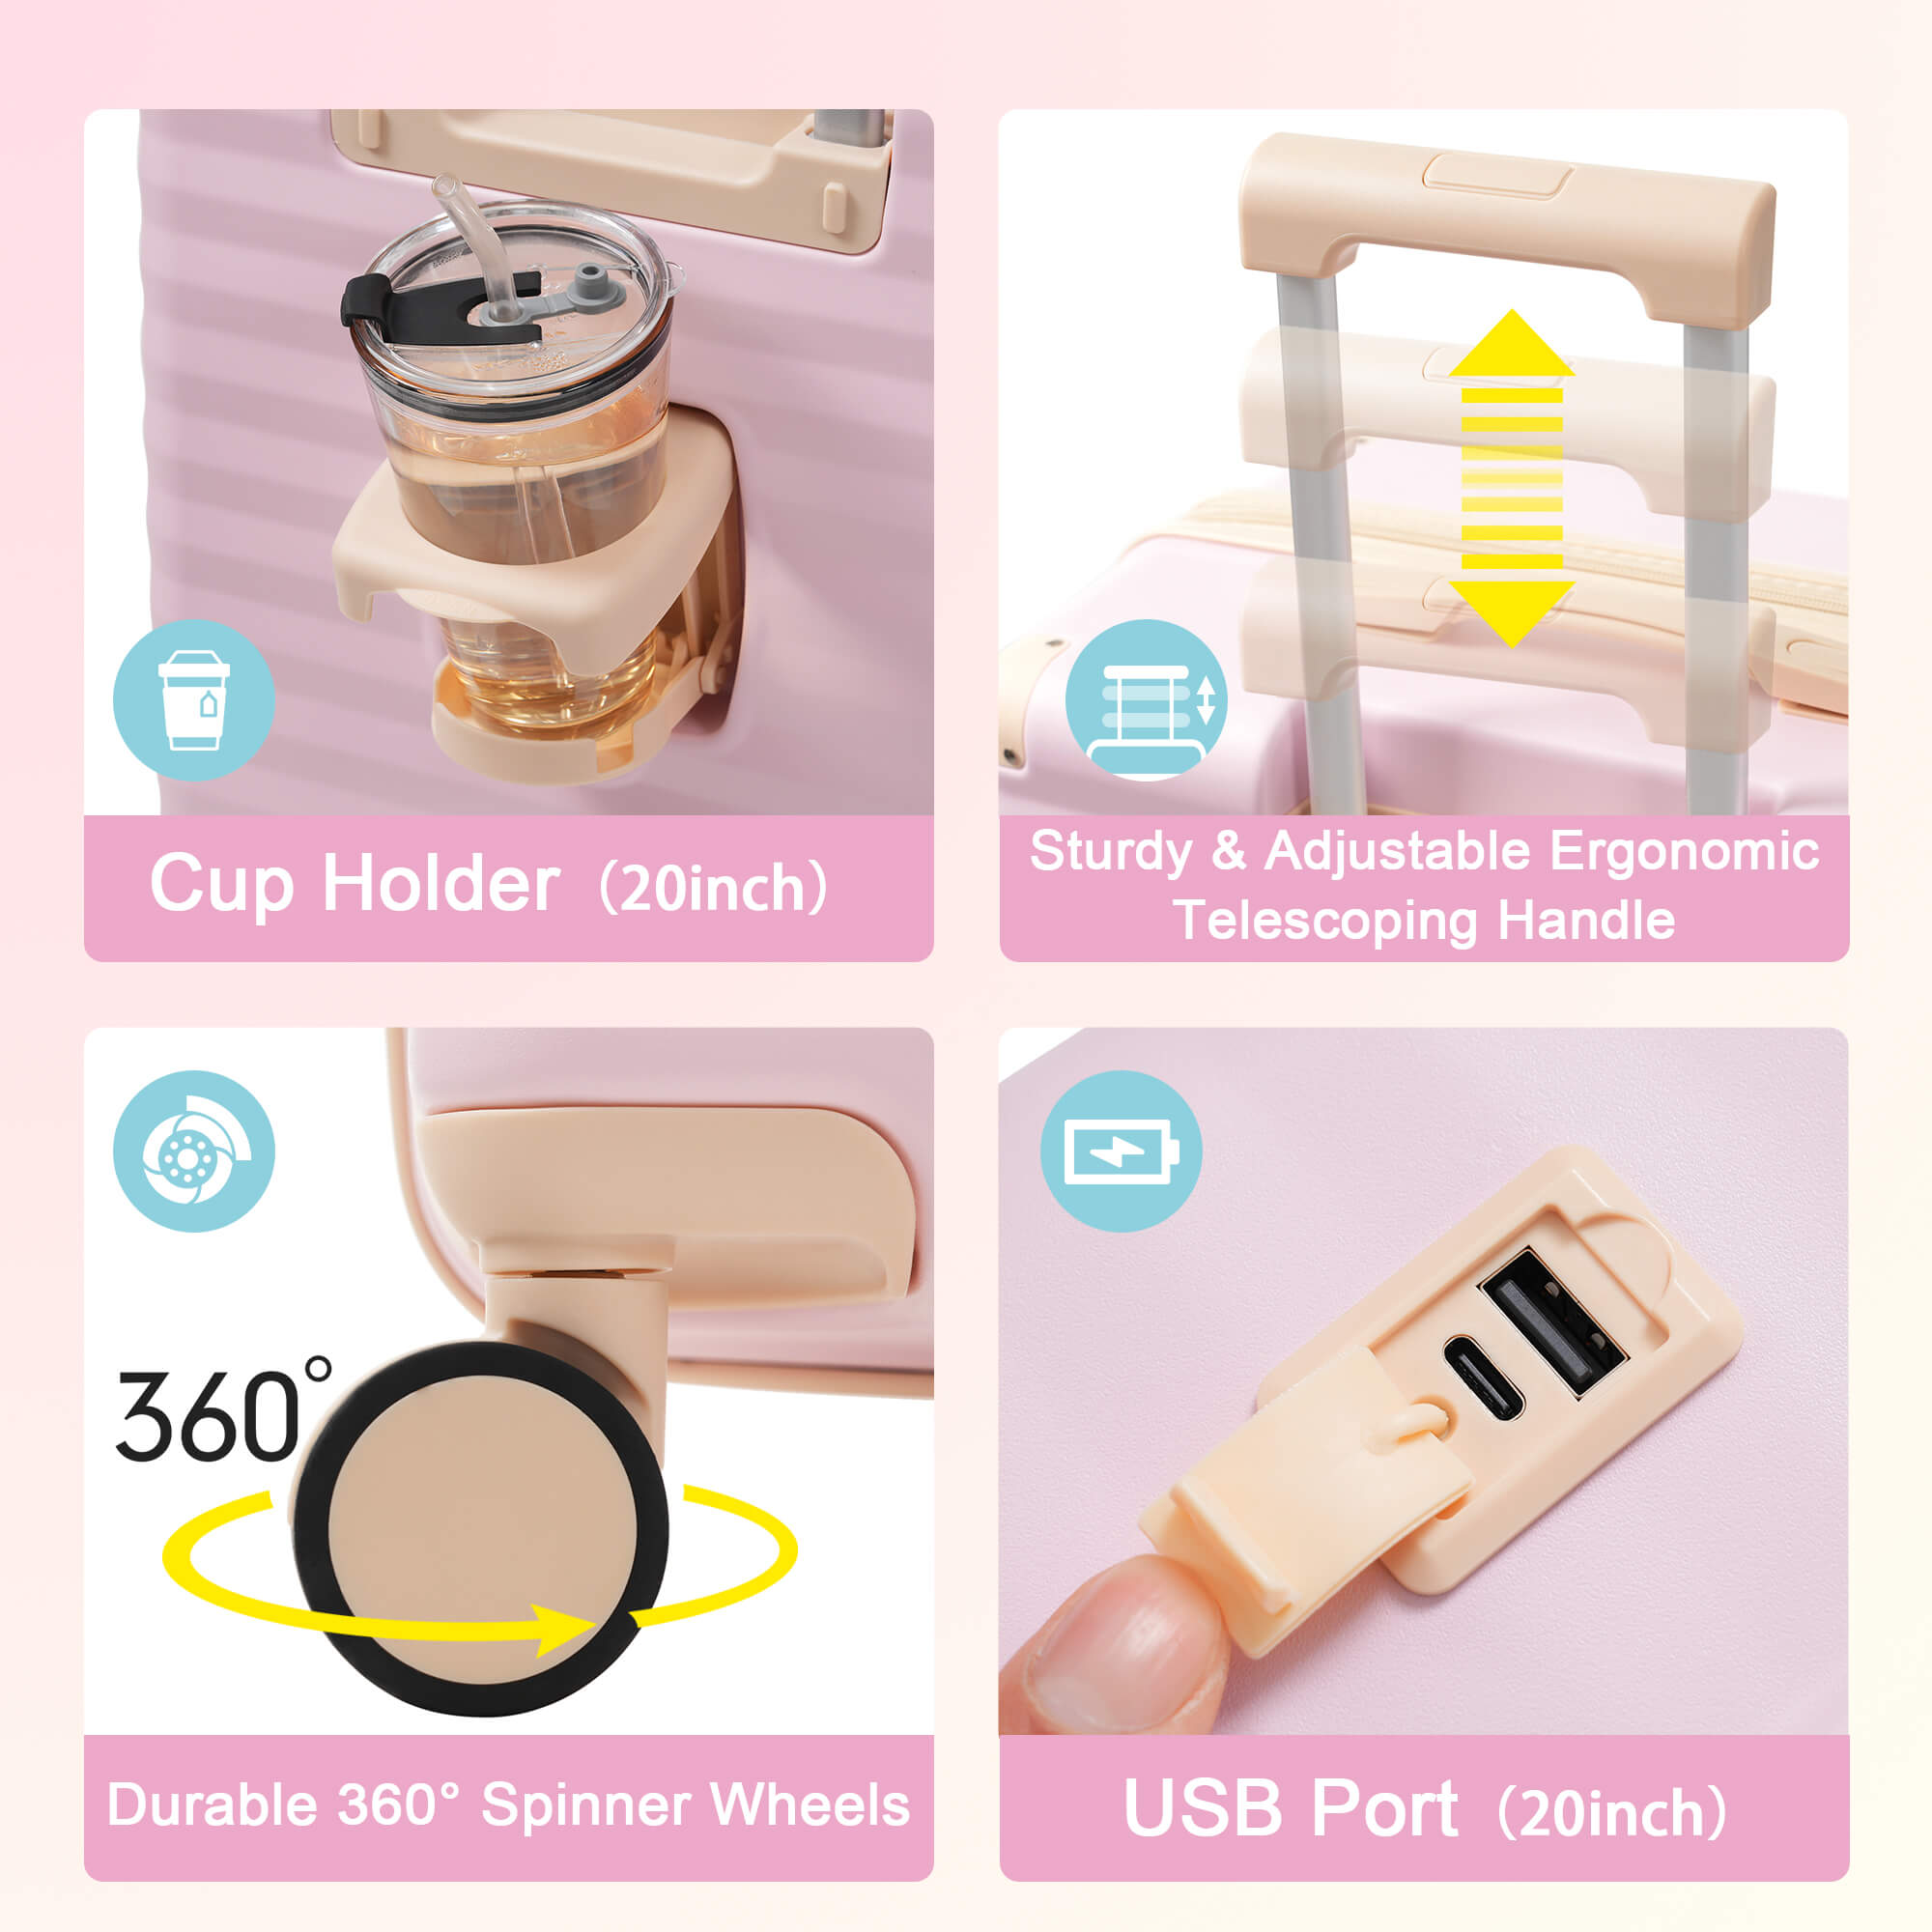 Cup Holder（20inch）
Sturdy & Adjustable Ergonomic
Telescoping Handle
360°
Durable 360° Spinner Wheels
USB Port（20inch）